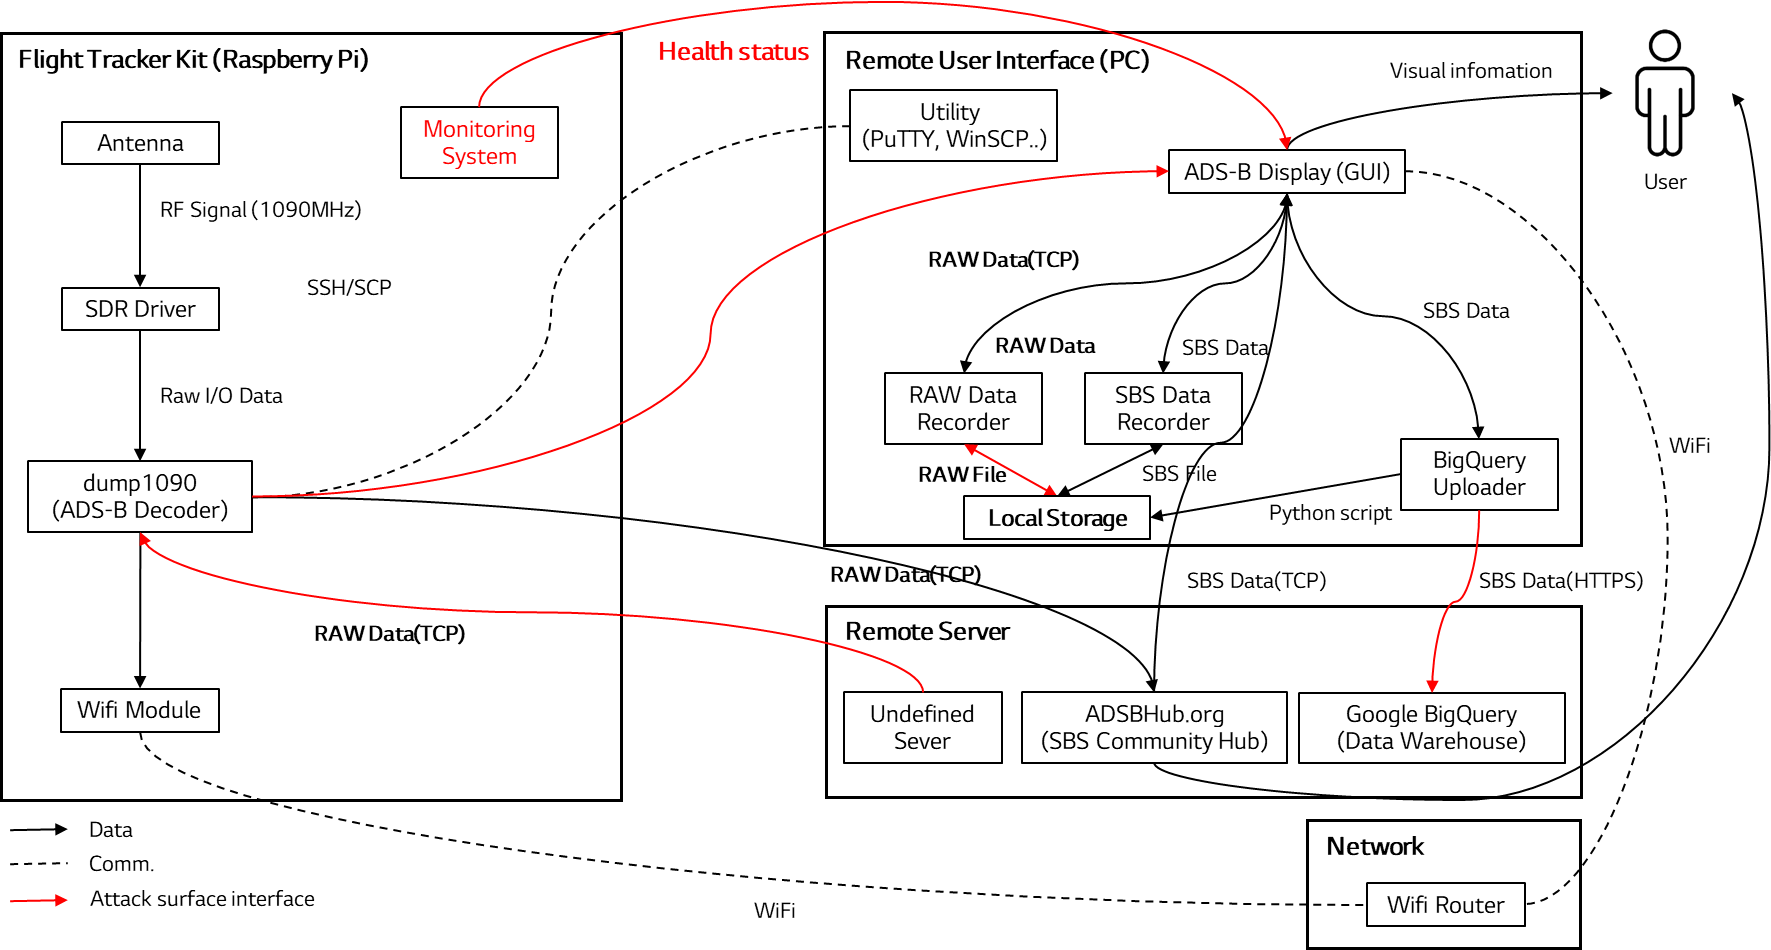 Flight Tracker Kit (Raspberry Pi)
Antenna
RF Signal (1090MHz)
SDR Driver
Raw I/O Data
dump1090
(ADS-B Decoder)
Wifi Module
Monitoring
System
SSH/SCP
RAW Data(TCP)
Health status
Remote User Interface (PC)
Utility
(PuTTY, WinSCP..)
ADS-B Display (GUI)
Visual infomation
User
RAW Data(TCP)
RAW Data
SBS Data
SBS Data
RAW Data
Recorder
SBS Data
Recorder
BigQuery
Uploader
RAW File
SBS File
Local Storage
Python script
WiFi
RAW Data(TCP)
SBS Data(TCP)
SBS Data(HTTPS)
Remote Server
Undefined
Sever
ADSBHub.org
(SBS Community Hub)
Google BigQuery
(Data Warehouse)
Network
Wifi Router
WiFi
Data
Comm.
Attack surface interface